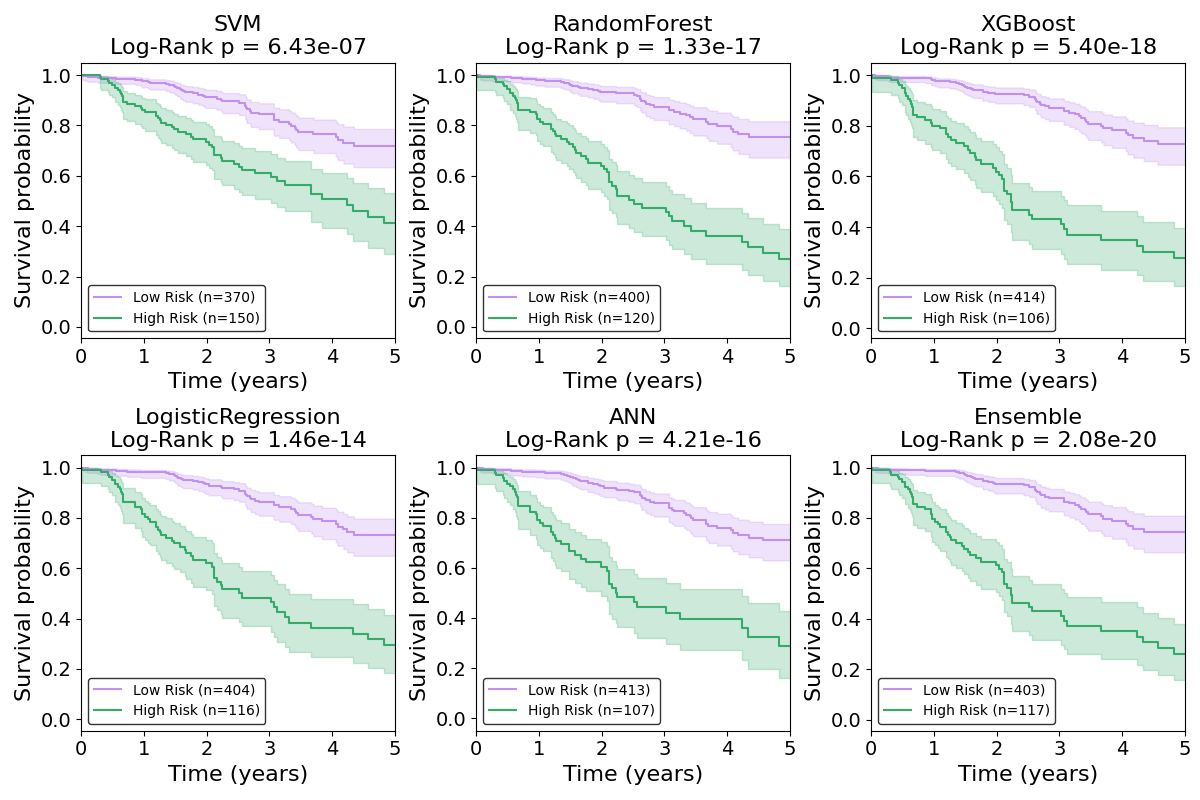 SVM
Log-Rank p = 6.43e-07
Survival probability
1.0
0.8
0.6
0.4
0.2
0.0
Low Risk (n=370)
High Risk (n=150)
0 1 2 3 4 5
Time (years)
RandomForest
Log-Rank p = 1.33e-17
Survival probability
1.0
0.8
0.6
0.4
0.2
0.0
Low Risk (n=400)
High Risk (n=120)
0 1 2 3 4 5
Time (years)
XGBoost
Log-Rank p = 5.40e-18
Survival probability
1.0
0.8
0.6
0.4
0.2
0.0
Low Risk (n=414)
High Risk (n=106)
0 1 2 3 4 5
Time (years)
LogisticRegression
Log-Rank p = 1.46e-14
Survival probability
1.0
0.8
0.6
0.4
0.2
0.0
Low Risk (n=404)
High Risk (n=116)
0 1 2 3 4 5
Time (years)
ANN
Log-Rank p = 4.21e-16
Survival probability
1.0
0.8
0.6
0.4
0.2
0.0
Low Risk (n=413)
High Risk (n=107)
0 1 2 3 4 5
Time (years)
Ensemble
Log-Rank p = 2.08e-20
Survival probability
1.0
0.8
0.6
0.4
0.2
0.0
Low Risk (n=403)
High Risk (n=117)
0 1 2 3 4 5
Time (years)